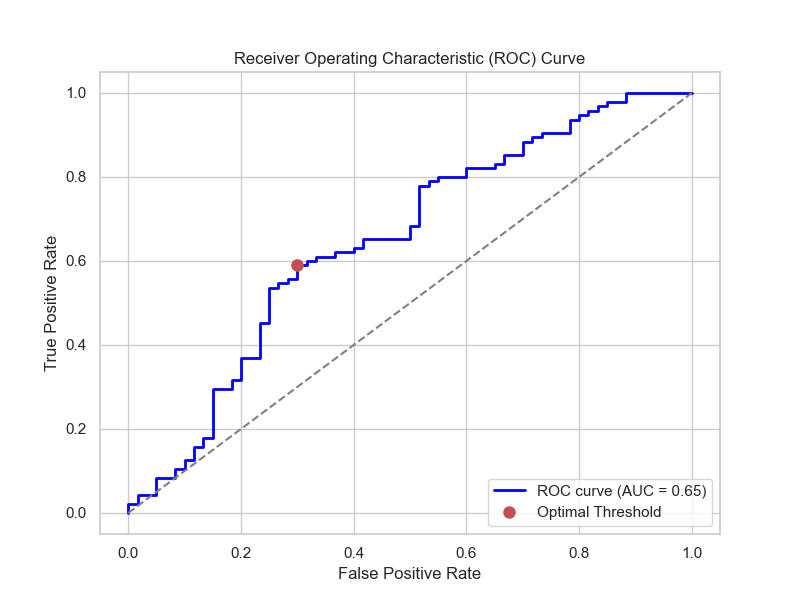 Receiver Operating Characteristic (ROC) Curve
True Positive Rate
1.0
0.8
0.6
0.4
0.2
0.0
ROC curve (AUC = 0.65)
Optimal Threshold
0.0 0.2 0.4 0.6 0.8 1.0
False Positive Rate